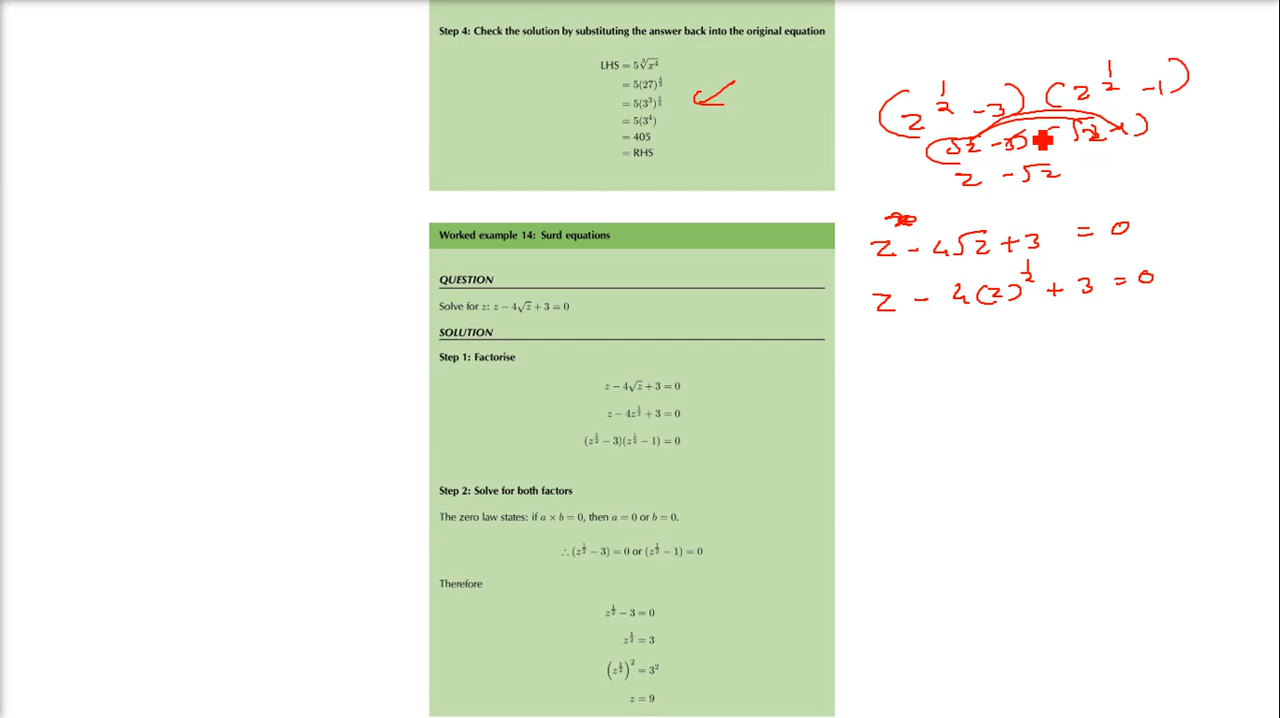 Step 4: Check the solution by substituting the answer back into the original equation
LHS = 5∛x⁴
= 5(27)^(4/3)
= 5(3³)^(4/3)
= 5(3⁴)
= 405
= RHS
Worked example 14: Surd equations
QUESTION
Solve for z: z − 4√z + 3 = 0
SOLUTION
Step 1: Factorise
z − 4√z + 3 = 0
z − 4z^(1/2) + 3 = 0
(z^(1/2) − 3)(z^(1/2) − 1) = 0
Step 2: Solve for both factors
The zero law states: if a × b = 0, then a = 0 or b = 0.
∴ (z^(1/2) − 3) = 0 or (z^(1/2) − 1) = 0
Therefore
z^(1/2) − 3 = 0
z^(1/2) = 3
(z^(1/2))² = 3²
z = 9
(z^(1/2) − 3) (z^(1/2) − 1)
(√z − 3) √z − 1)
z − √z
z − 4√z + 3 = 0
z − 4(z)^(1/2) + 3 = 0